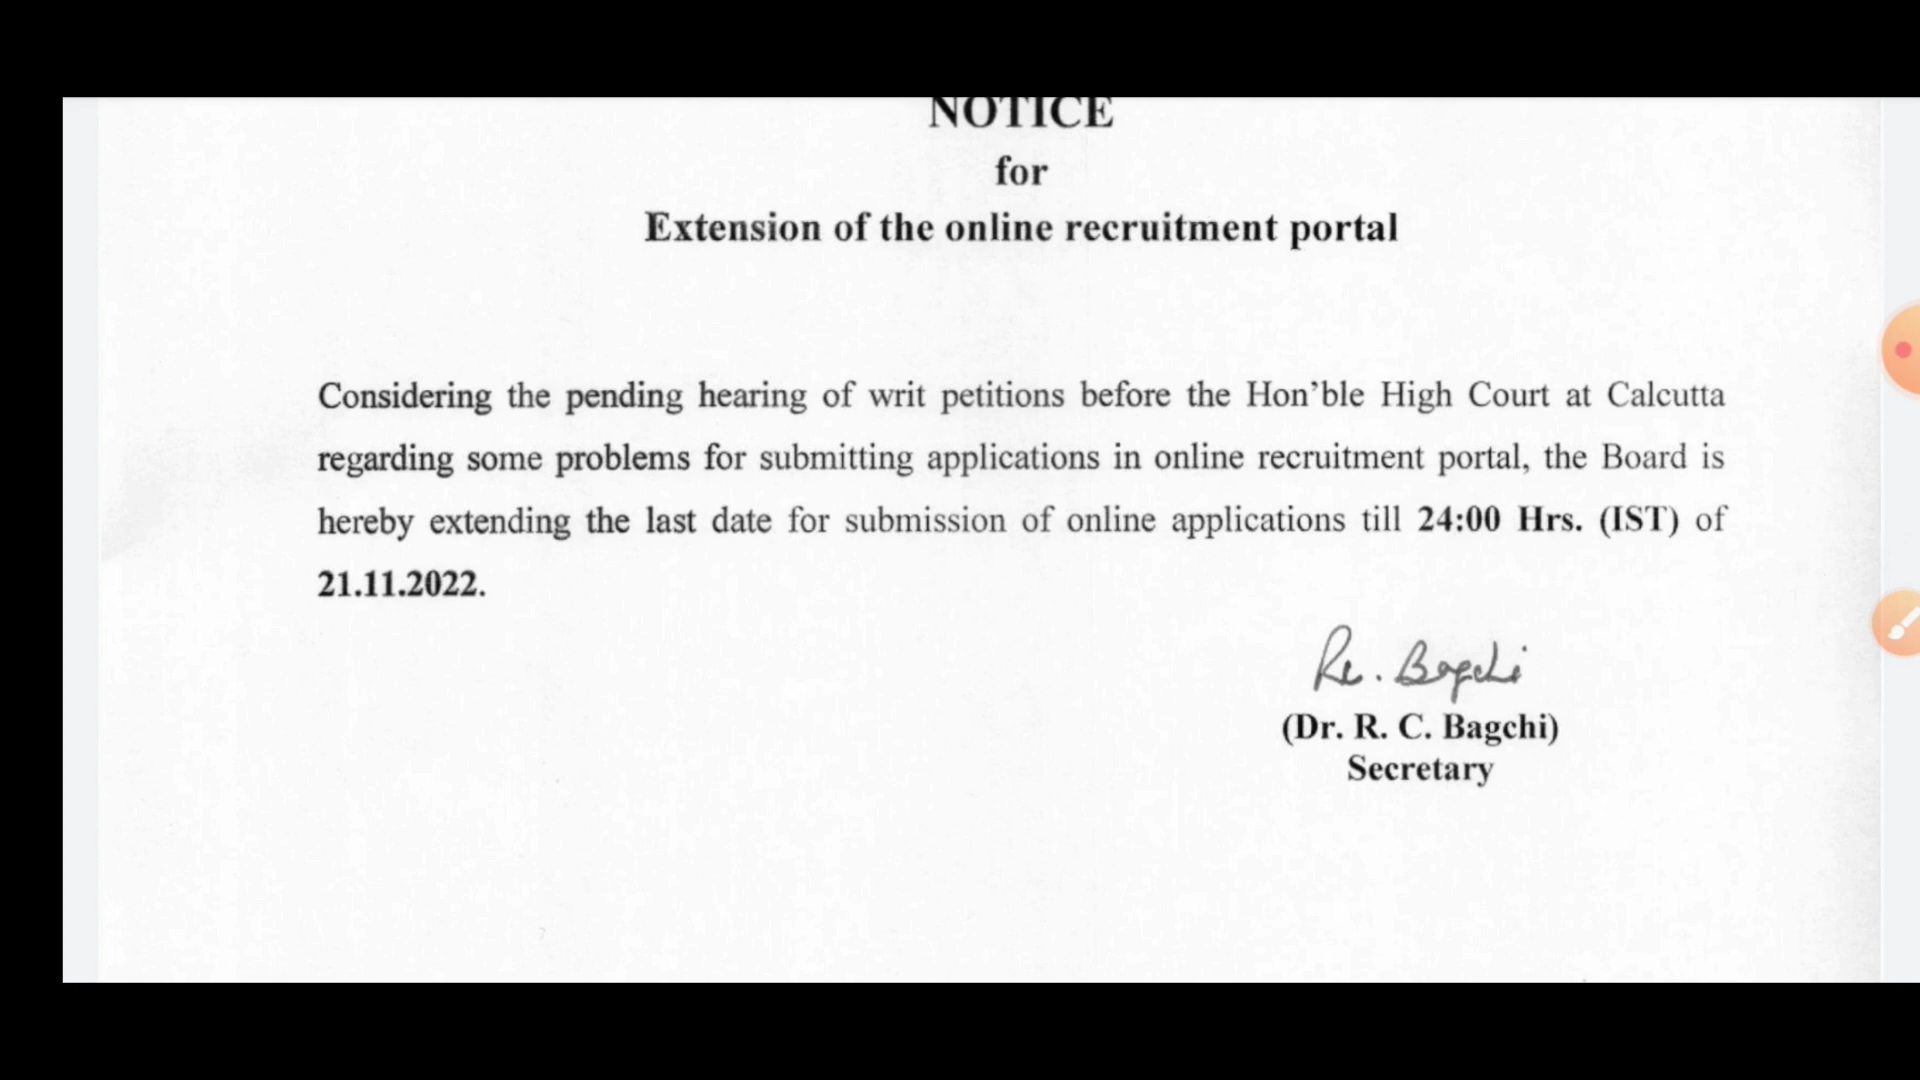 NOTICE
for
Extension of the online recruitment portal
Considering the pending hearing of writ petitions before the Hon’ble High Court at Calcutta
regarding some problems for submitting applications in online recruitment portal, the Board is
hereby extending the last date for submission of online applications till 24:00 Hrs. (IST) of
21.11.2022.
Rc. Bagchi
(Dr. R. C. Bagchi)
Secretary